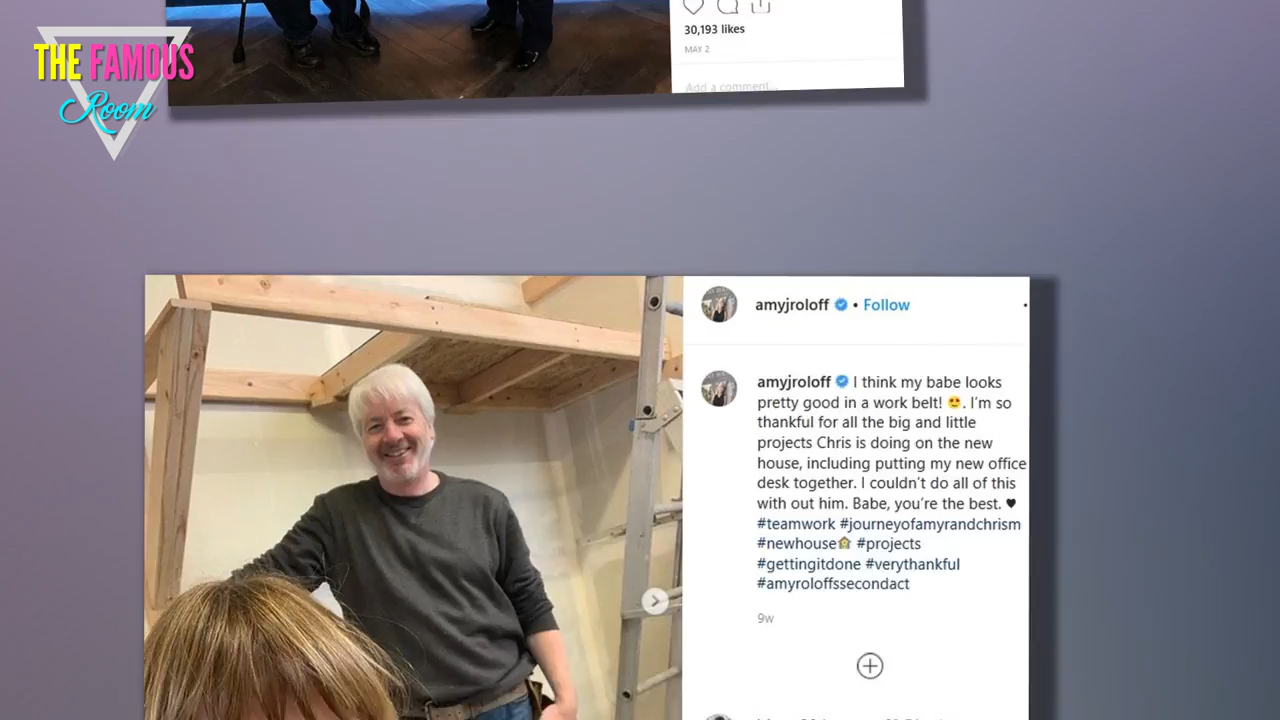 THE FAMOUS
Room
30,193 likes
MAY 2
Add a comment...
amyjroloff • Follow
amyjroloff I think my babe looks
pretty good in a work belt! 😍. I'm so
thankful for all the big and little
projects Chris is doing on the new
house, including putting my new office
desk together. I couldn't do all of this
with out him. Babe, you're the best. ♥
#teamwork #journeyofamyrandchrism
#newhouse🏠 #projects
#gettingitdone #verythankful
#amyroloffssecondact
9w